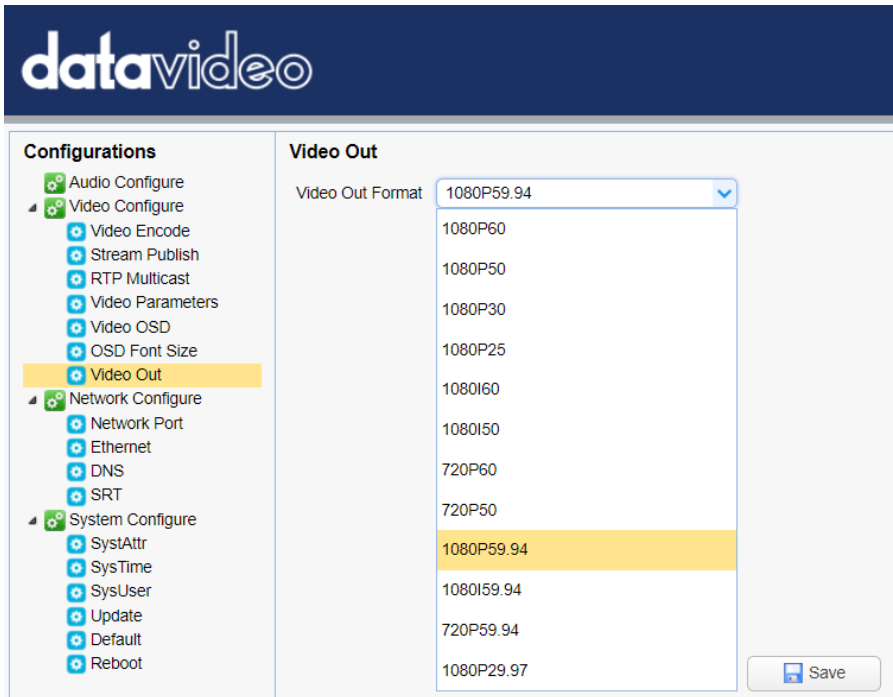 datavideo
Configurations
Audio Configure
Video Configure
Video Encode
Stream Publish
RTP Multicast
Video Parameters
Video OSD
OSD Font Size
Video Out
Network Configure
Network Port
Ethernet
DNS
SRT
System Configure
SystAttr
SysTime
SysUser
Update
Default
Reboot
Video Out
Video Out Format 1080P59.94
1080P60
1080P50
1080P30
1080P25
1080I60
1080I50
720P60
720P50
1080P59.94
1080I59.94
720P59.94
1080P29.97
Save